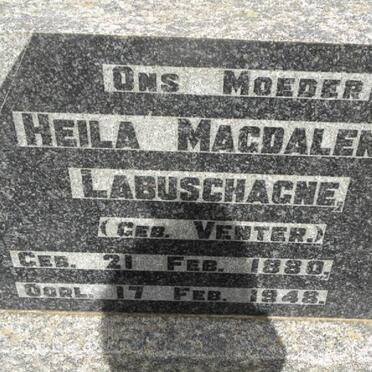 ONS MOEDER
HEILA MAGDALEN
LABUSCHAGNE,
(GEB. VENTER.)
GEB. 21 FEB. 1880.
OORL. 17 FEB. 1948.